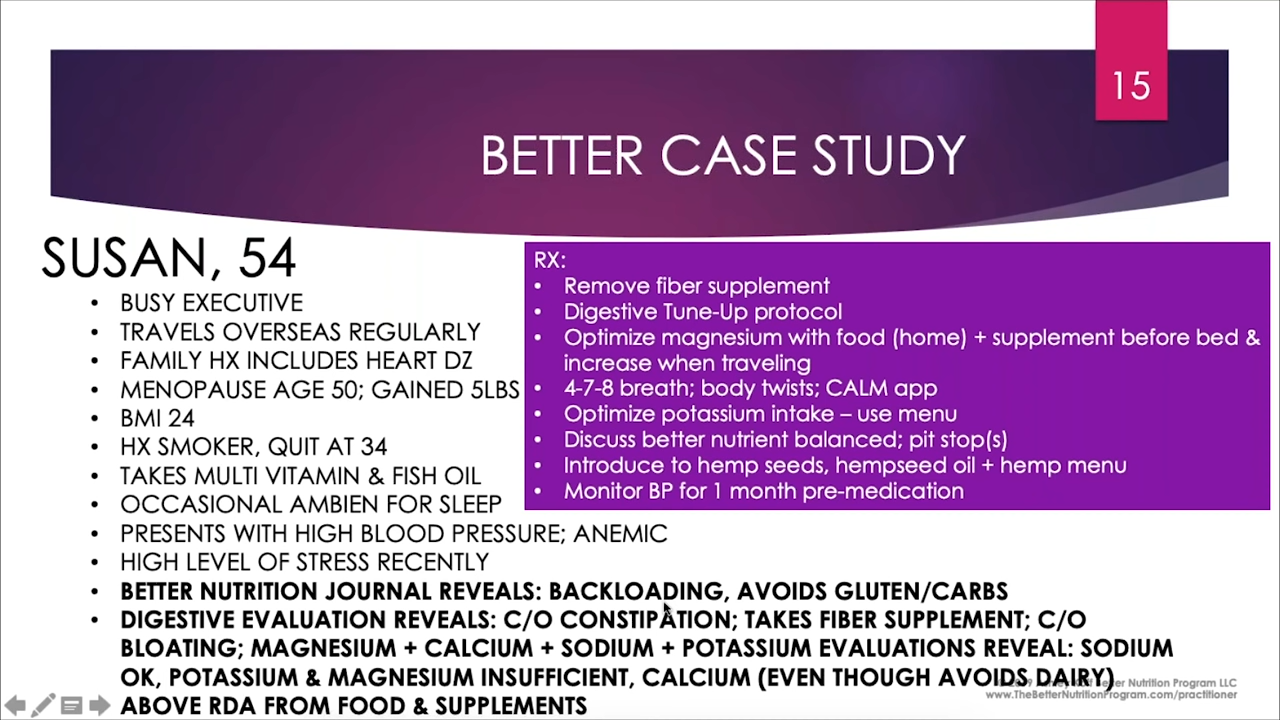 15
BETTER CASE STUDY
SUSAN, 54
• BUSY EXECUTIVE
• TRAVELS OVERSEAS REGULARLY
• FAMILY HX INCLUDES HEART DZ
• MENOPAUSE AGE 50; GAINED 5LBS
• BMI 24
• HX SMOKER, QUIT AT 34
• TAKES MULTI VITAMIN & FISH OIL
• OCCASIONAL AMBIEN FOR SLEEP
• PRESENTS WITH HIGH BLOOD PRESSURE; ANEMIC
• HIGH LEVEL OF STRESS RECENTLY
• BETTER NUTRITION JOURNAL REVEALS: BACKLOADING, AVOIDS GLUTEN/CARBS
• DIGESTIVE EVALUATION REVEALS: C/O CONSTIPATION; TAKES FIBER SUPPLEMENT; C/O
BLOATING; MAGNESIUM + CALCIUM + SODIUM + POTASSIUM EVALUATIONS REVEAL: SODIUM
OK, POTASSIUM & MAGNESIUM INSUFFICIENT, CALCIUM (EVEN THOUGH AVOIDS DAIRY)
ABOVE RDA FROM FOOD & SUPPLEMENTS
RX:
• Remove fiber supplement
• Digestive Tune-Up protocol
• Optimize magnesium with food (home) + supplement before bed &
increase when traveling
• 4-7-8 breath; body twists; CALM app
• Optimize potassium intake – use menu
• Discuss better nutrient balanced; pit stop(s)
• Introduce to hemp seeds, hempseed oil + hemp menu
• Monitor BP for 1 month pre-medication
Nutrition Program LLC
www.TheBetterNutritionProgram.com/practitioner